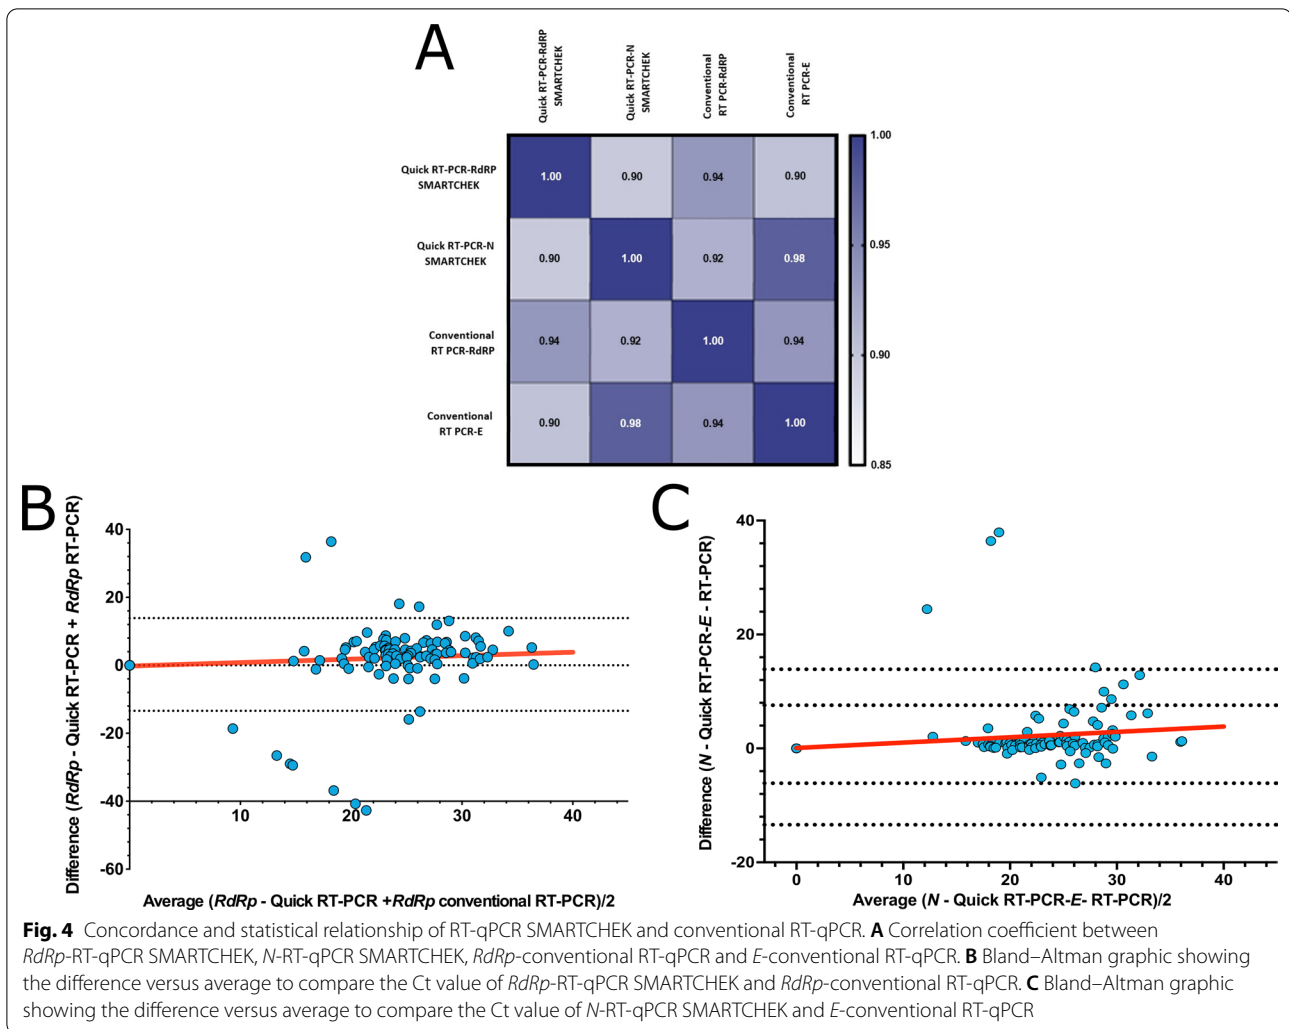 A
Quick RT-PCR-RdRP
SMARTCHEK
Quick RT-PCR-N
SMARTCHEK
Conventional
RT PCR-RdRP
Conventional
RT PCR-E
Quick RT-PCR-RdRP
SMARTCHEK
1.00 0.90 0.94 0.90
Quick RT-PCR-N
SMARTCHEK
0.90 1.00 0.92 0.98
Conventional
RT PCR-RdRP
0.94 0.92 1.00 0.94
Conventional
RT PCR-E
0.90 0.98 0.94 1.00
1.00
0.95
0.90
0.85
B
Difference (RdRp - Quick RT-PCR + RdRp RT-PCR)
40
20
0
-20
-40
-60
10 20 30 40
Average (RdRp - Quick RT-PCR +RdRp conventional RT-PCR)/2
C
Difference (N - Quick RT-PCR-E - RT-PCR)
40
20
0
-20
0 10 20 30 40
Average (N - Quick RT-PCR-E- RT-PCR)/2
Fig. 4 Concordance and statistical relationship of RT-qPCR SMARTCHEK and conventional RT-qPCR. A Correlation coefficient between
RdRp-RT-qPCR SMARTCHEK, N-RT-qPCR SMARTCHEK, RdRp-conventional RT-qPCR and E-conventional RT-qPCR. B Bland–Altman graphic showing
the difference versus average to compare the Ct value of RdRp-RT-qPCR SMARTCHEK and RdRp-conventional RT-qPCR. C Bland–Altman graphic
showing the difference versus average to compare the Ct value of N-RT-qPCR SMARTCHEK and E-conventional RT-qPCR